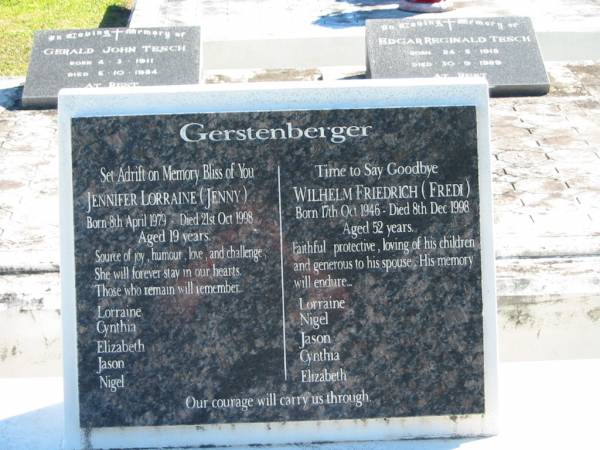 In Loving Memory of
GERALD JOHN TESCH
BORN 4 . 3 . 1911
DIED 5 . 10 . 1984
AT REST
In Loving Memory of
EDGAR REGINALD TESCH
BORN 24 . 5 . 1915
DIED 30 . 9 . 1989
AT REST
Gerstenberger
Set Adrift on Memory Bliss of You
JENNIFER LORRAINE ( JENNY )
Born 8th April 1979 - Died 21st Oct 1998
Aged 19 years.
Source of joy , humour , love , and challenge
She will forever stay in our hearts.
Those who remain will remember...
Lorraine
Cynthia
Elizabeth
Jason
Nigel
Time to Say Goodbye
WILHELM FRIEDRICH ( FREDI )
Born 17th Oct 1946 - Died 8th Dec 1998
Aged 52 years.
Faithful , protective , loving of his children
and generous to his spouse . His memory
will endure...
Lorraine
Nigel
Jason
Cynthia
Elizabeth
Our courage will carry us through.